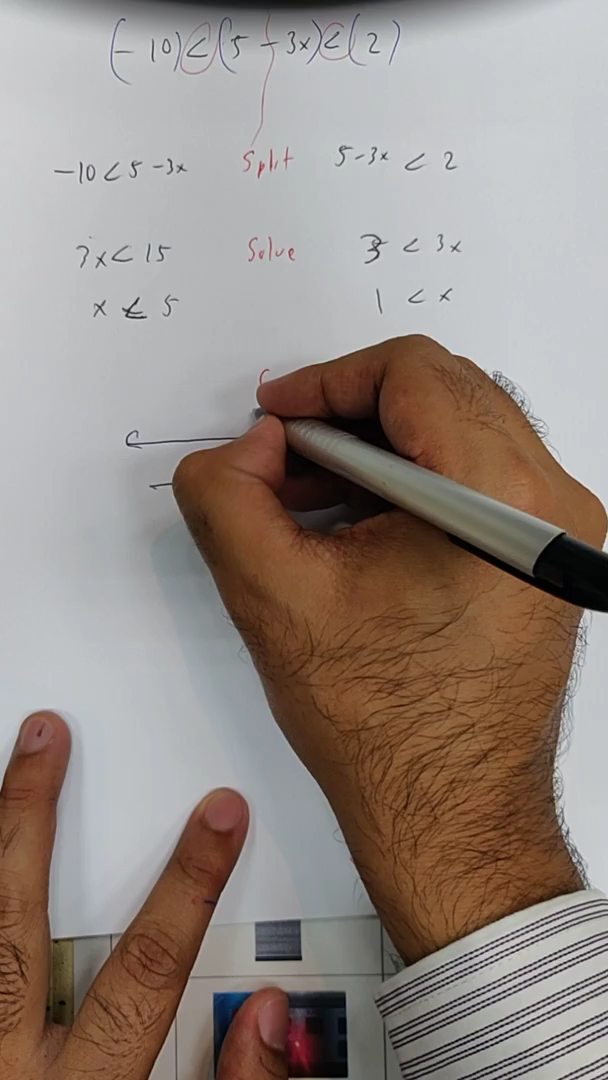 (-10) < (5 - 3x) < (2)
-10 < 5 - 3x Split 5 - 3x < 2
3x < 15 Solve 3 < 3x
x < 5 1 < x